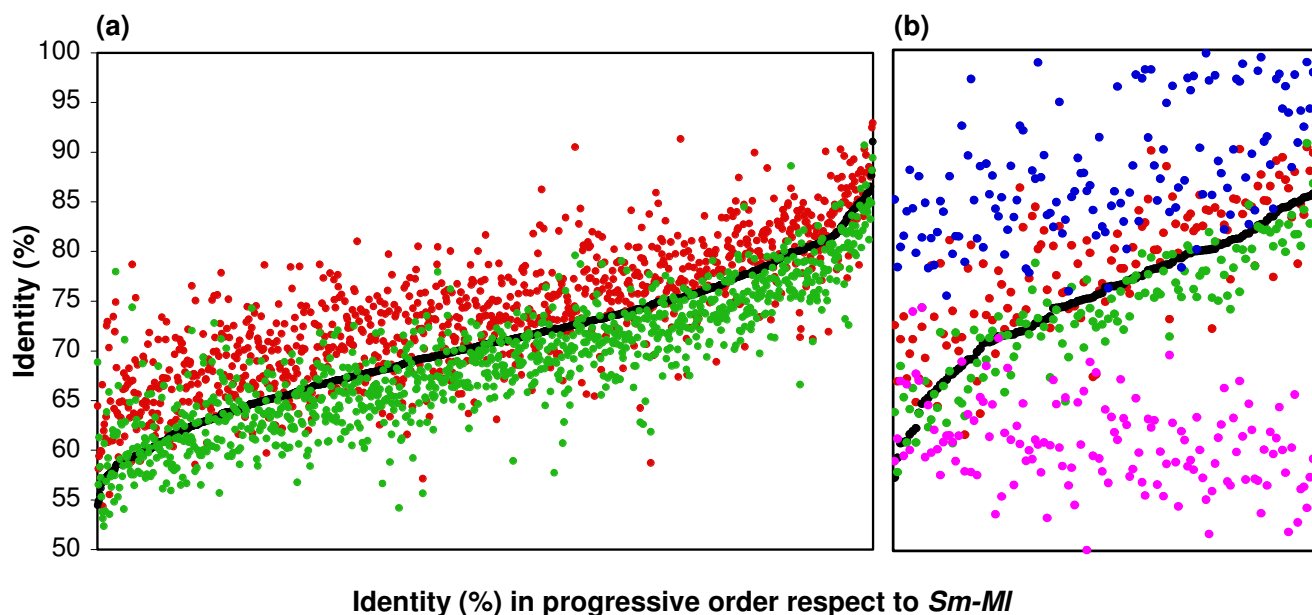 (a)
(b)
100
95
90
85
80
75
70
65
60
55
50
Identity (%)
Identity (%) in progressive order respect to Sm-MI